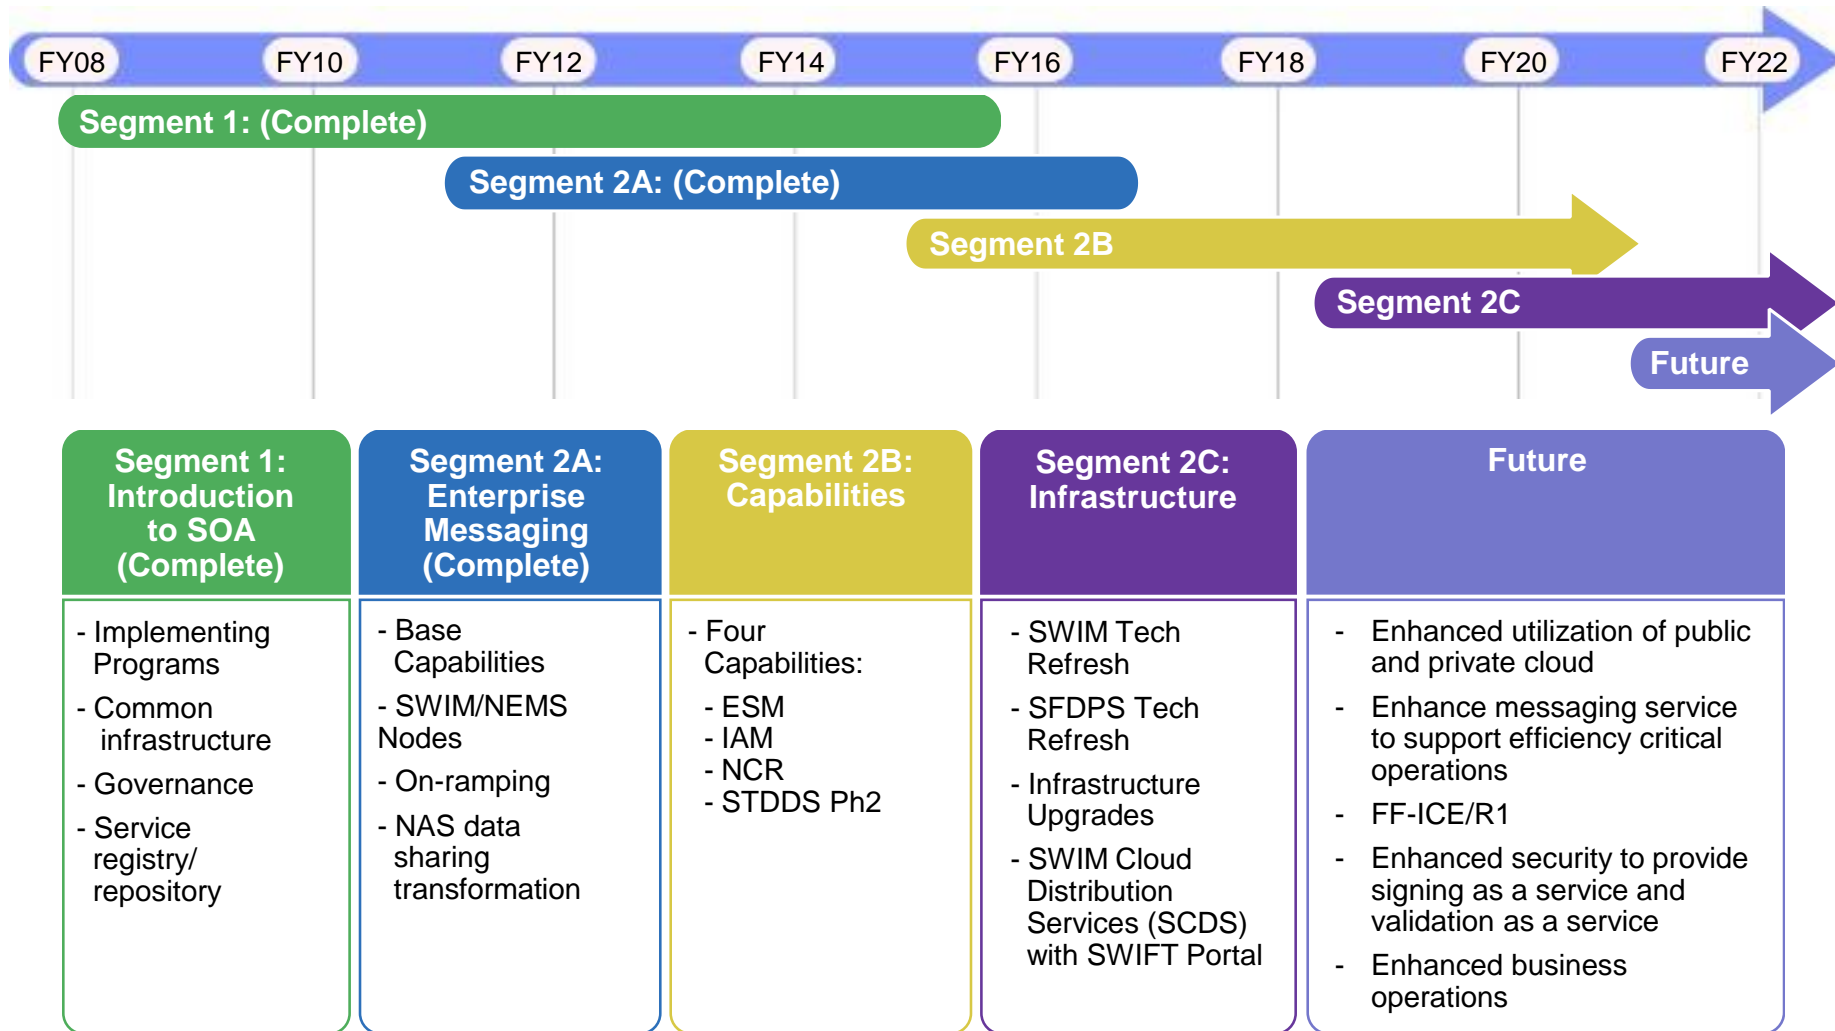 FY08 FY10 FY12 FY14 FY16 FY18 FY20 FY22
Segment 1: (Complete)
Segment 2A: (Complete)
Segment 2B
Segment 2C
Future
Segment 1:
Introduction
to SOA
(Complete)
- Implementing
Programs
- Common
infrastructure
- Governance
- Service
registry/
repository
Segment 2A:
Enterprise
Messaging
(Complete)
- Base
Capabilities
- SWIM/NEMS
Nodes
- On-ramping
- NAS data
sharing
transformation
Segment 2B:
Capabilities
- Four
Capabilities:
- ESM
- IAM
- NCR
- STDDS Ph2
Segment 2C:
Infrastructure
- SWIM Tech
Refresh
- SFDPS Tech
Refresh
- Infrastructure
Upgrades
- SWIM Cloud
Distribution
Services (SCDS)
with SWIFT Portal
Future
- Enhanced utilization of public
and private cloud
- Enhance messaging service
to support efficiency critical
operations
- FF-ICE/R1
- Enhanced security to provide
signing as a service and
validation as a service
- Enhanced business
operations